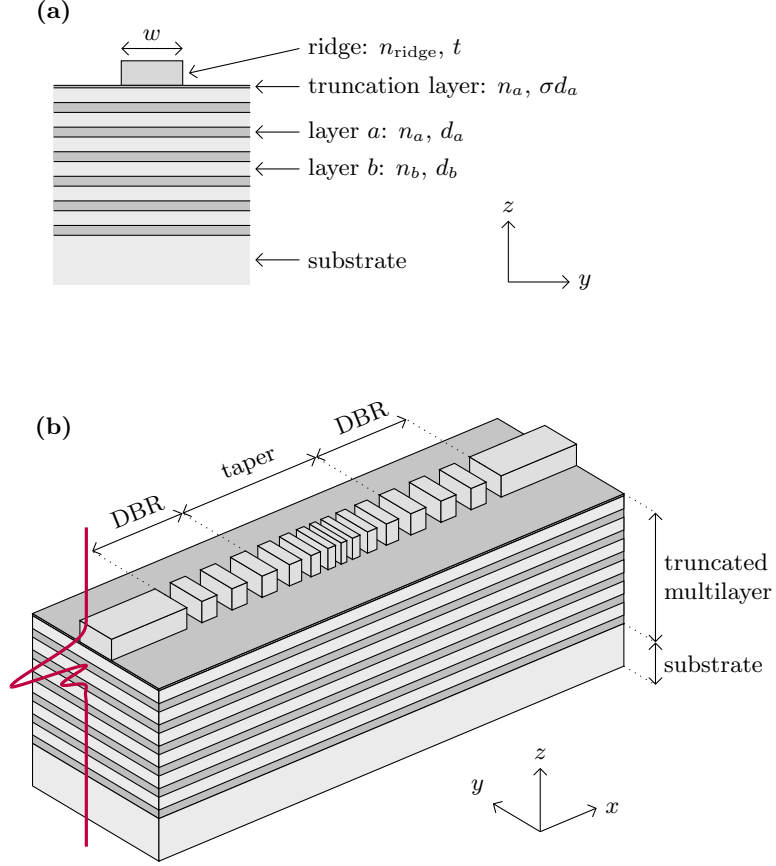 (a)
w
ridge: n_ridge, t
truncation layer: n_a, σd_a
layer a: n_a, d_a
layer b: n_b, d_b
substrate
z
y
(b)
DBR
taper
DBR
truncated
multilayer
substrate
z
y
x